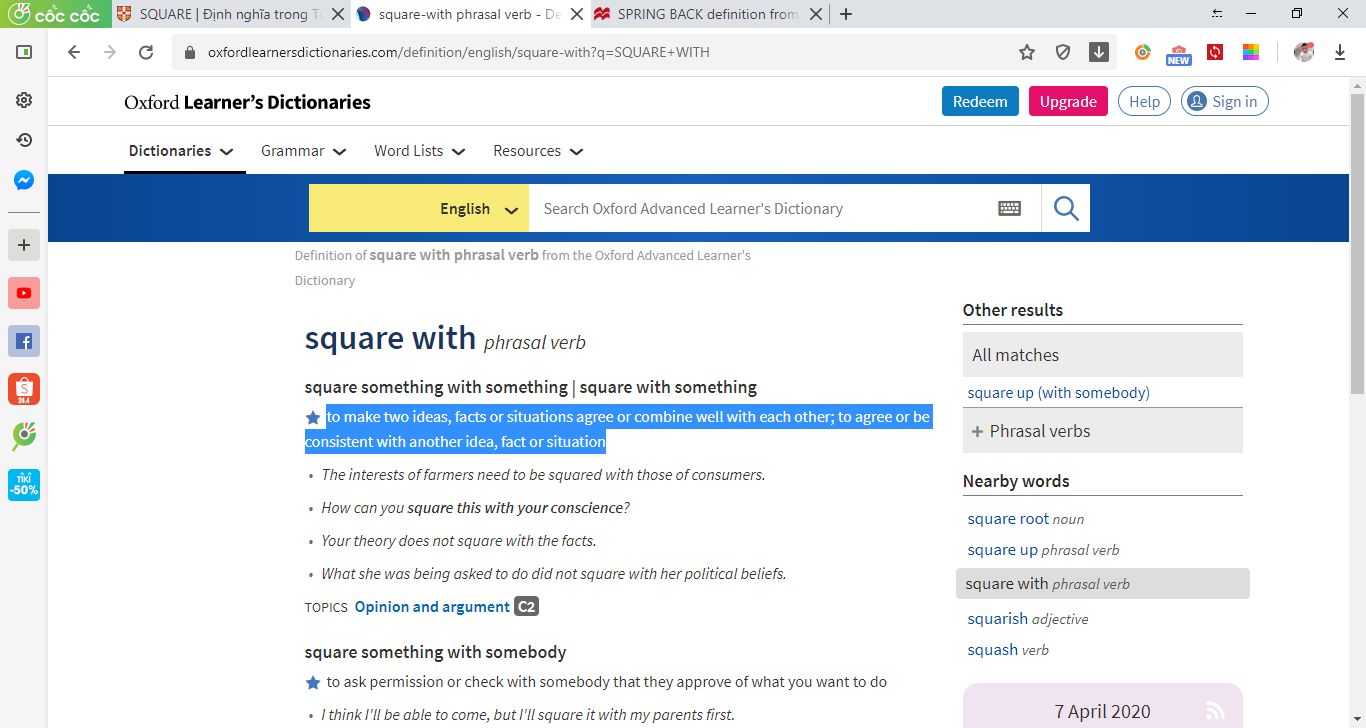 cốc cốc
SQUARE | Định nghĩa trong T
square-with phrasal verb - De
SPRING BACK definition from
oxfordlearnersdictionaries.com/definition/english/square-with?q=SQUARE+WITH
NEW
Oxford Learner's Dictionaries
Redeem
Upgrade
Help
Sign in
Dictionaries
Grammar
Word Lists
Resources
English
Search Oxford Advanced Learner's Dictionary
Definition of square with phrasal verb from the Oxford Advanced Learner's
Dictionary
square with phrasal verb
square something with something | square with something
to make two ideas, facts or situations agree or combine well with each other; to agree or be
consistent with another idea, fact or situation
• The interests of farmers need to be squared with those of consumers.
• How can you square this with your conscience?
• Your theory does not square with the facts.
• What she was being asked to do did not square with her political beliefs.
TOPICS Opinion and argument C2
square something with somebody
to ask permission or check with somebody that they approve of what you want to do
• I think I'll be able to come, but I'll square it with my parents first.
Other results
All matches
square up (with somebody)
+ Phrasal verbs
Nearby words
square root noun
square up phrasal verb
square with phrasal verb
squarish adjective
squash verb
7 April 2020
24.4
TIKI
-50%